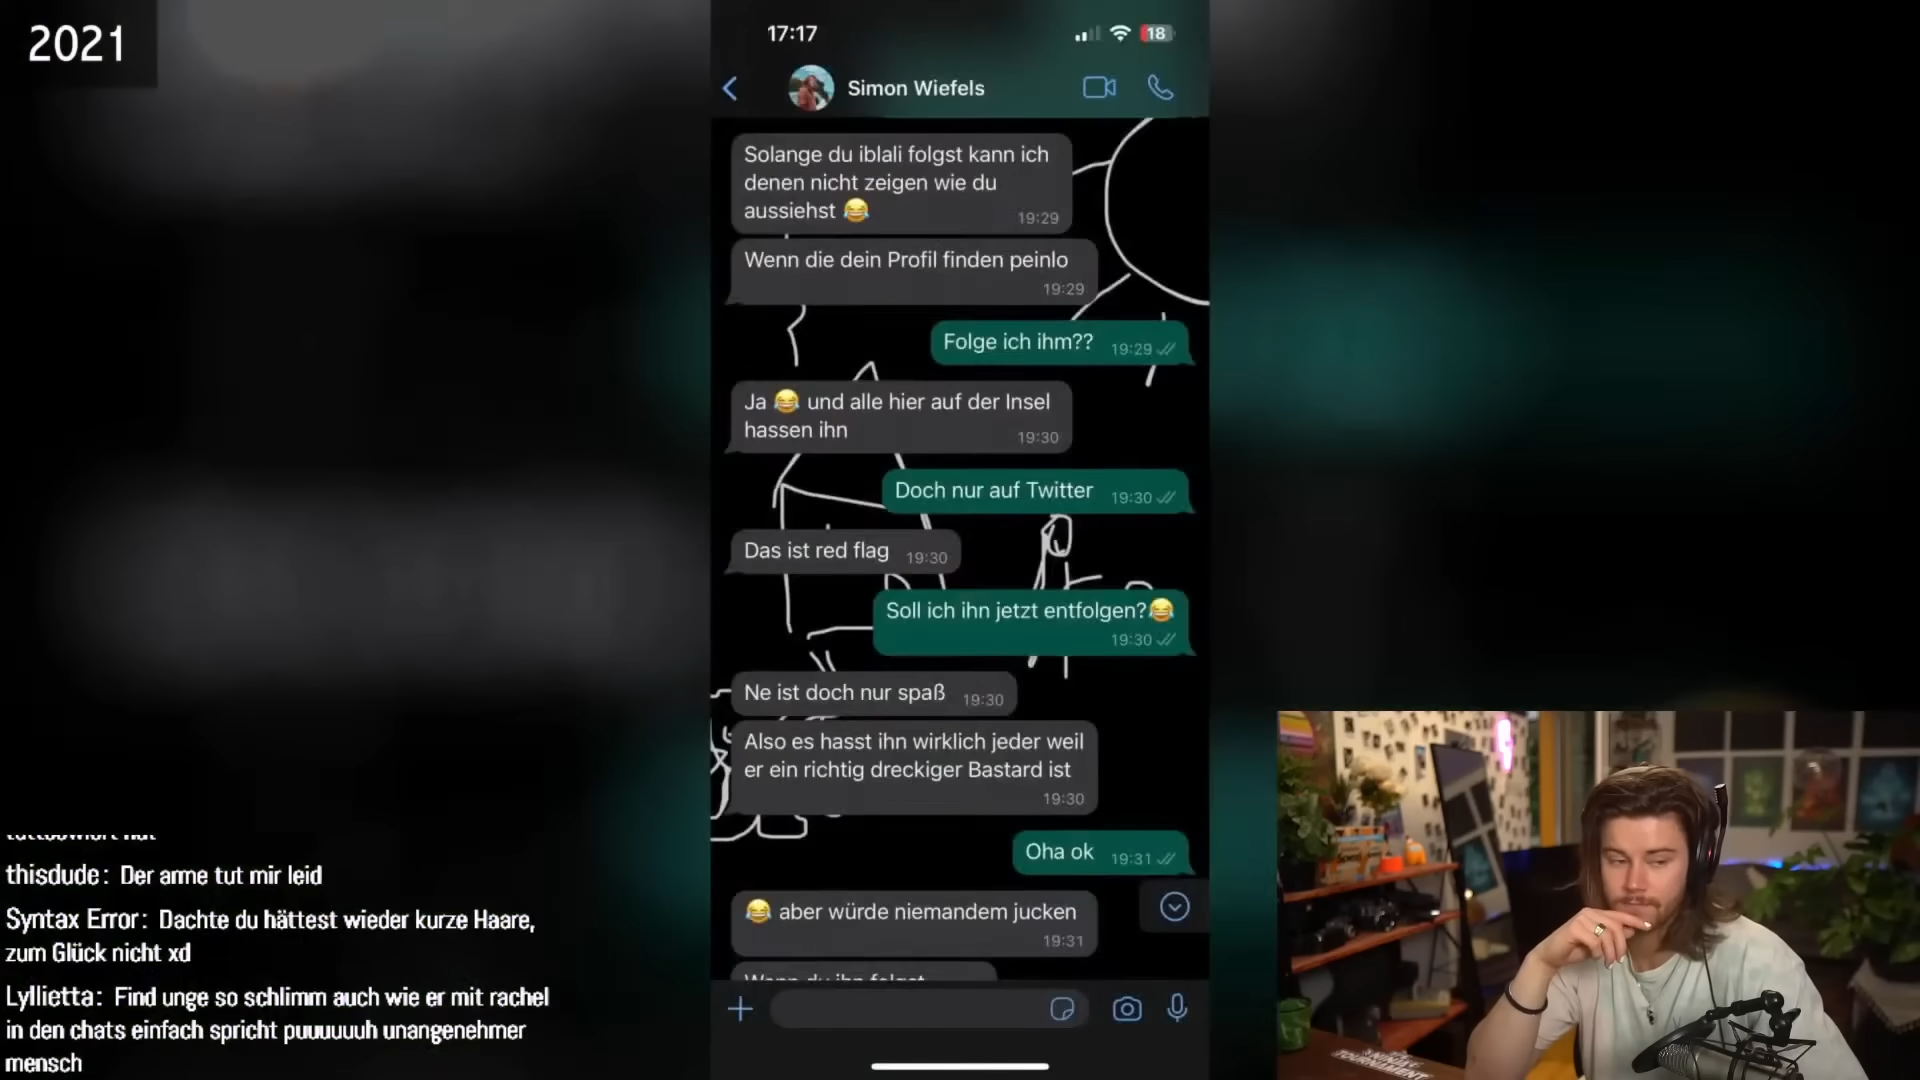 2021
17:17
18
Simon Wiefels
Solange du iblali folgst kann ich
denen nicht zeigen wie du
aussiehst 😂
19:29
Wenn die dein Profil finden peinlo
19:29
Folge ich ihm??
19:29
Ja 😂 und alle hier auf der Insel
hassen ihn
19:30
Doch nur auf Twitter
19:30
Das ist red flag
19:30
Soll ich ihn jetzt entfolgen?😂
19:30
Ne ist doch nur spaß
19:30
Also es hasst ihn wirklich jeder weil
er ein richtig dreckiger Bastard ist
19:30
Oha ok
19:31
😂 aber würde niemandem jucken
19:31
Wenn du ihn folgst
thisdude: Der arme tut mir leid
Syntax Error: Dachte du hättest wieder kurze Haare,
zum Glück nicht xd
Lyllietta: Find unge so schlimm auch wie er mit rachel
in den chats einfach spricht puuuuuuh unangenehmer
mensch
TOURNAMENT